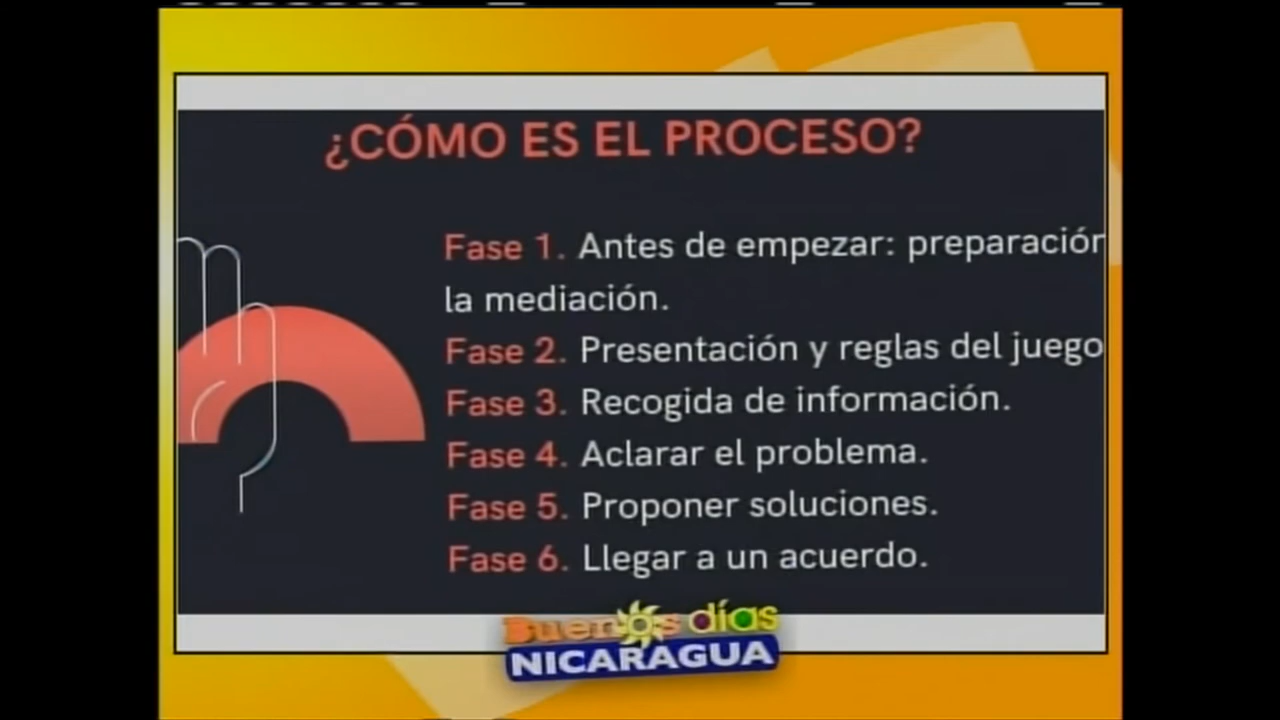 ¿CÓMO ES EL PROCESO?
Fase 1. Antes de empezar: preparación
la mediación.
Fase 2. Presentación y reglas del juego
Fase 3. Recogida de información.
Fase 4. Aclarar el problema.
Fase 5. Proponer soluciones.
Fase 6. Llegar a un acuerdo.
Buenos días
NICARAGUA